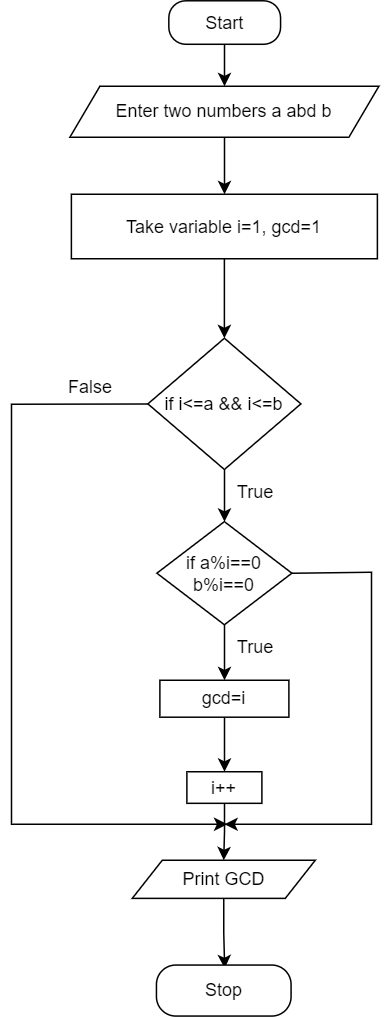 Start
Enter two numbers a abd b
Take variable i=1, gcd=1
False
if i<=a && i<=b
True
if a%i==0
b%i==0
True
gcd=i
i++
Print GCD
Stop